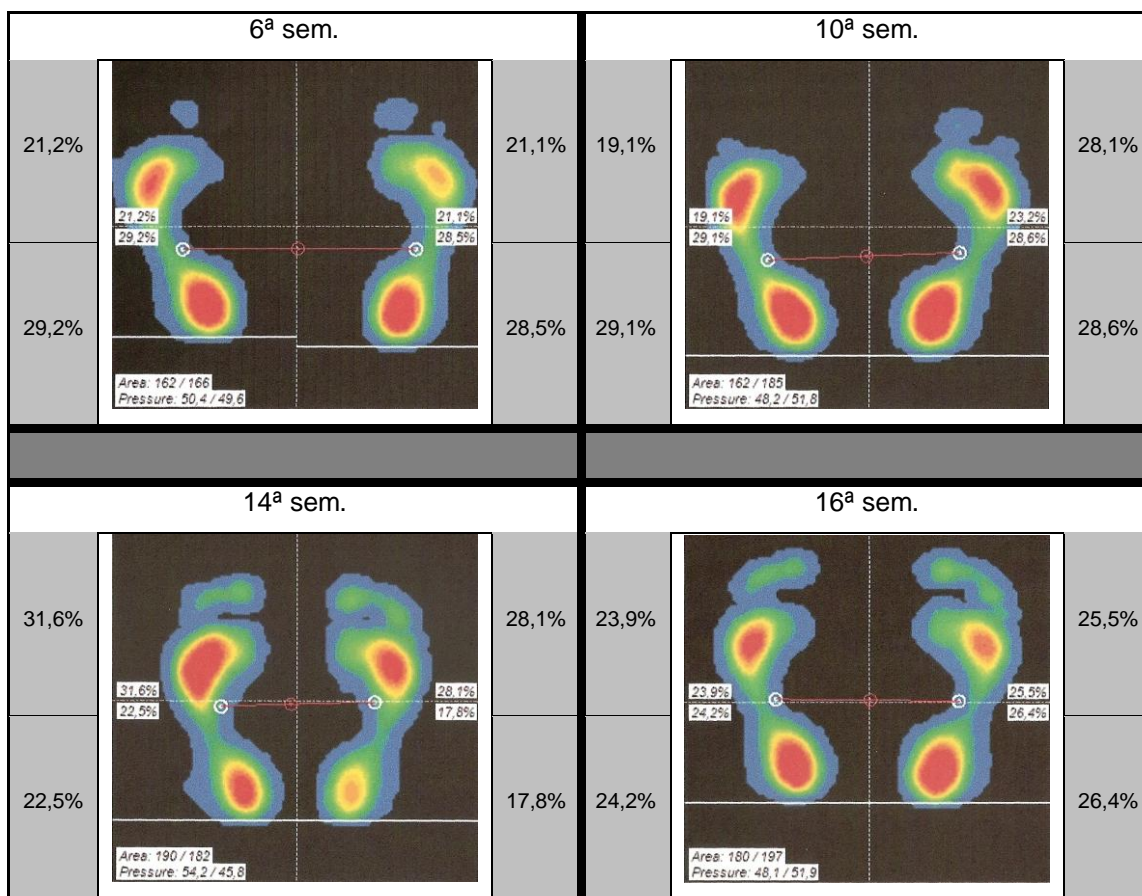 6ª sem.
10ª sem.
21,2%
21,1%
19,1%
28,1%
21,2%
21,1%
19,1%
23,2%
29,2%
28,5%
29,1%
28,6%
29,2%
28,5%
29,1%
28,6%
Area: 162 / 166
Pressure: 50,4 / 49,6
Area: 162 / 185
Pressure: 48,2 / 51,8
14ª sem.
16ª sem.
31,6%
28,1%
23,9%
25,5%
31,6%
28,1%
23,9%
25,5%
22,5%
17,8%
24,2%
26,4%
22,5%
17,8%
24,2%
26,4%
Area: 190 / 182
Pressure: 54,2 / 45,8
Area: 180 / 197
Pressure: 48,1 / 51,9